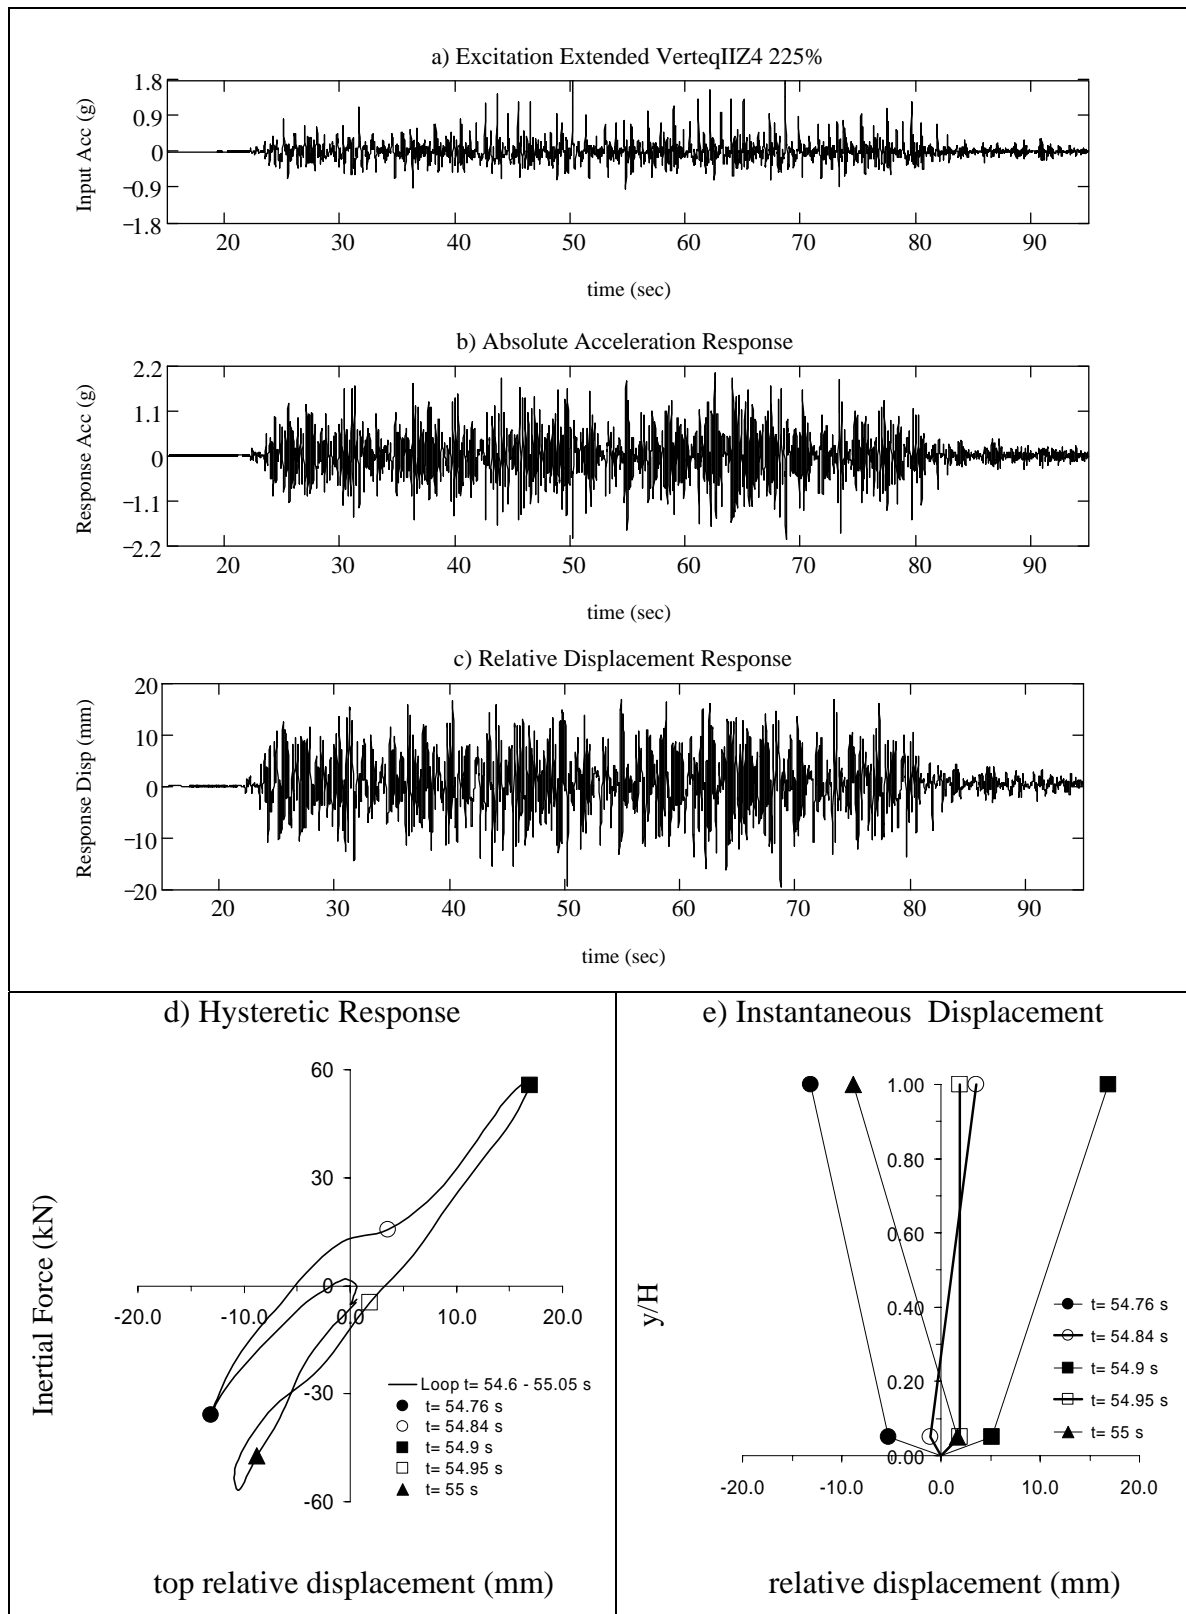 a) Excitation Extended VerteqIIZ4 225%
1.8
0.9
0
−0.9
−1.8
Input Acc (g)
20 30 40 50 60 70 80 90
time (sec)
b) Absolute Acceleration Response
2.2
1.1
0
−1.1
−2.2
Response Acc (g)
20 30 40 50 60 70 80 90
time (sec)
c) Relative Displacement Response
20
10
0
−10
−20
Response Disp (mm)
20 30 40 50 60 70 80 90
time (sec)
d) Hysteretic Response
60
30
0
-30
-60
-20.0 -10.0 0.0 10.0 20.0
Inertial Force (kN)
Loop t= 54.6 - 55.05 s
t= 54.76 s
t= 54.84 s
t= 54.9 s
t= 54.95 s
t= 55 s
top relative displacement (mm)
e) Instantaneous Displacement
1.00
0.80
0.60
0.40
0.20
0.00
-20.0 -10.0 0.0 10.0 20.0
y/H
t= 54.76 s
t= 54.84 s
t= 54.9 s
t= 54.95 s
t= 55 s
relative displacement (mm)